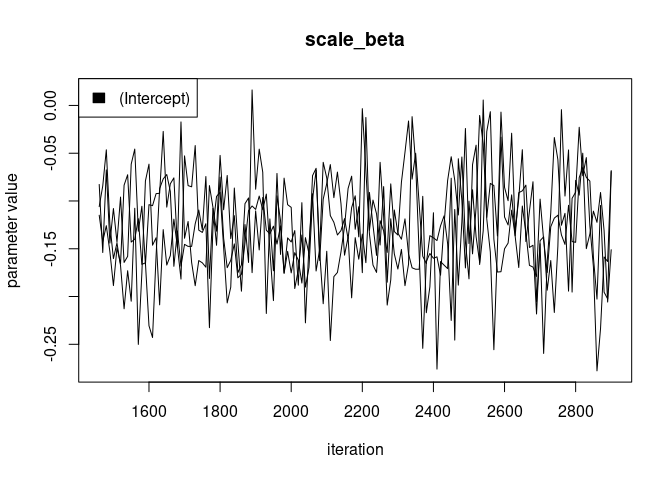 scale_beta
(Intercept)
0.00
-0.05
-0.15
-0.25
parameter value
1600 1800 2000 2200 2400 2600 2800
iteration